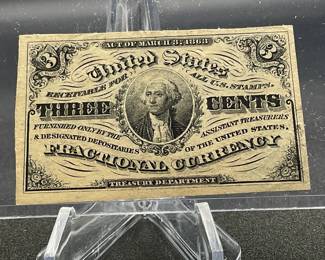 ACT OF MARCH 3, 1863.
3 United States 3
RECEIVABLE FOR ALL U.S. STAMPS.
THREE CENTS
FURNISHED ONLY BY THE ASSISTANT TREASURERS
& DESIGNATED DEPOSITARIES OF THE UNITED STATES.
FRACTIONAL CURRENCY
TREASURY DEPARTMENT